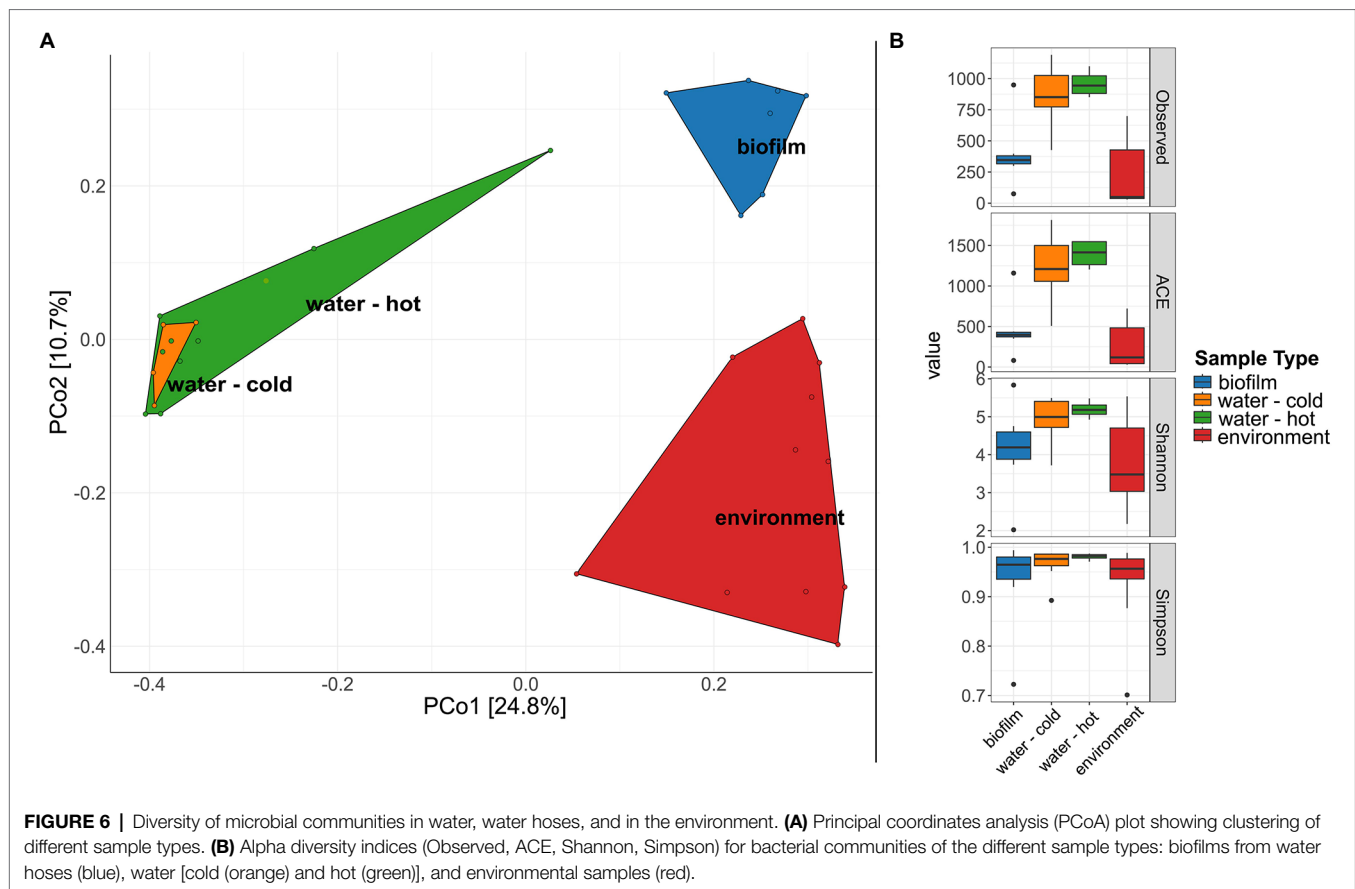 A
B
0.2
0.0
-0.2
-0.4
PCo2 [10.7%]
-0.4
-0.2
0.0
0.2
PCo1 [24.8%]
biofilm
water - hot
water - cold
environment
value
1000
750
500
250
0
Observed
1500
1000
500
0
ACE
6
5
4
3
2
Shannon
1.0
0.9
0.8
0.7
Simpson
biofilm
water - cold
water - hot
environment
Sample Type
biofilm
water - cold
water - hot
environment
FIGURE 6 | Diversity of microbial communities in water, water hoses, and in the environment. (A) Principal coordinates analysis (PCoA) plot showing clustering of
different sample types. (B) Alpha diversity indices (Observed, ACE, Shannon, Simpson) for bacterial communities of the different sample types: biofilms from water
hoses (blue), water [cold (orange) and hot (green)], and environmental samples (red).